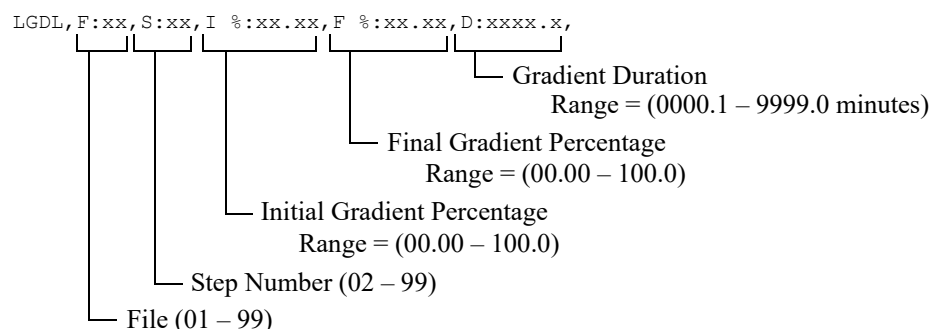 LGDL,F:xx,S:xx,I %:xx.xx,F %:xx.xx,D:xxxx.x,
Gradient Duration
Range = (0000.1 – 9999.0 minutes)
Final Gradient Percentage
Range = (00.00 – 100.0)
Initial Gradient Percentage
Range = (00.00 – 100.0)
Step Number (02 – 99)
File (01 – 99)